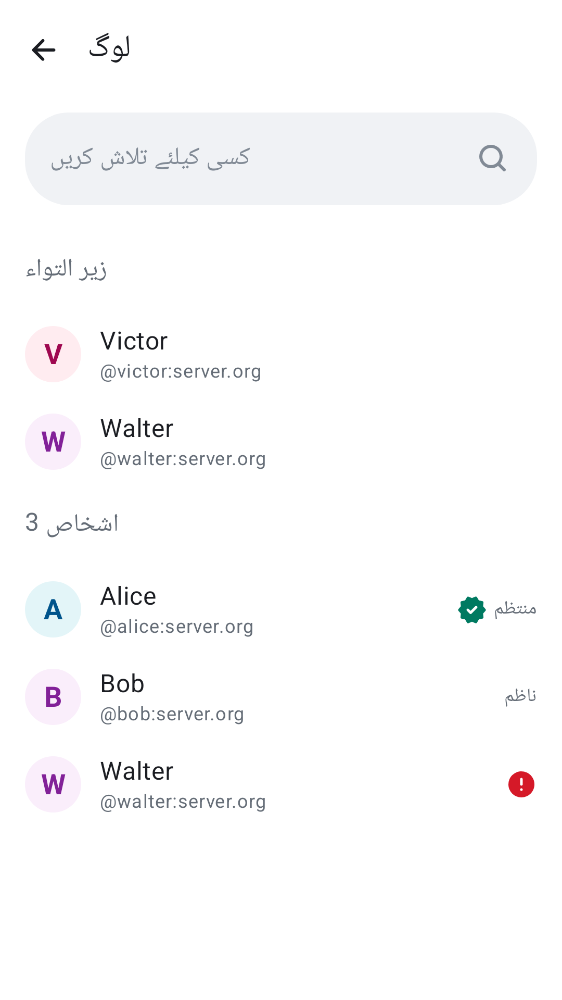 لوگ
کسی کیلئے تلاش کریں
زیر التواء
V
Victor
@victor:server.org
W
Walter
@walter:server.org
3 اشخاص
A
Alice
منتظم
@alice:server.org
B
Bob
ناظم
@bob:server.org
W
Walter
@walter:server.org